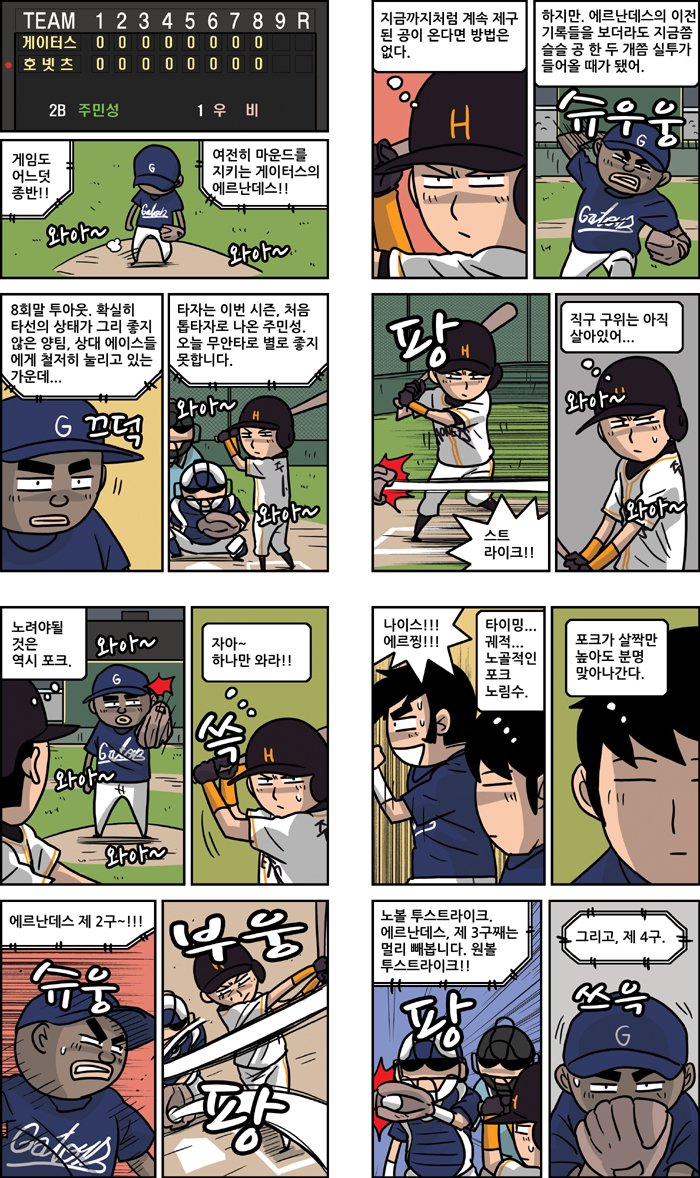 TEAM 1 2 3 4 5 6 7 8 9 R
게이터스 0 0 0 0 0 0 0 0
호 넷 츠 0 0 0 0 0 0 0 0
2B 주민성 1 우 비
게임도
어느덧
종반!!
여전히 마운드를
지키는 게이터스의
에르난데스!!
G
Gators
와아~
와아~
8회말 투아웃. 확실히
타선의 상태가 그리 좋지
않은 양팀, 상대 에이스들
에게 철저히 눌리고 있는
가운데...
G
끄덕
타자는 이번 시즌, 처음
톱타자로 나온 주민성.
오늘 무안타로 별로 좋지
못합니다.
와아~
H
와아~
지금까지처럼 계속 제구
된 공이 온다면 방법은
없다.
H
하지만. 에르난데스의 이전
기록들을 보더라도 지금쯤
슬슬 공 한 두 개쯤 실투가
들어올 때가 됐어.
슈우웅
G
Gators
팡
H
스트
라이크!!
직구 구위는 아직
살아있어...
H
와아~
와아~
노려야될
것은
역시 포크.
와아~
G
Gators
와아~
와아~
자아~
하나만 와라!!
쓱
H
에르난데스 제 2구~!!!
슈웅
Gators
부웅
H
팡
나이스!!!
에르찡!!!
타이밍...
궤적...
노골적인
포크
노림수.
포크가 살짝만
높아도 분명
맞아나간다.
노볼 투스트라이크.
에르난데스, 제 3구째는
멀리 빼봅니다. 원볼
투스트라이크!!
팡
그리고, 제 4구.
쓰윽
G